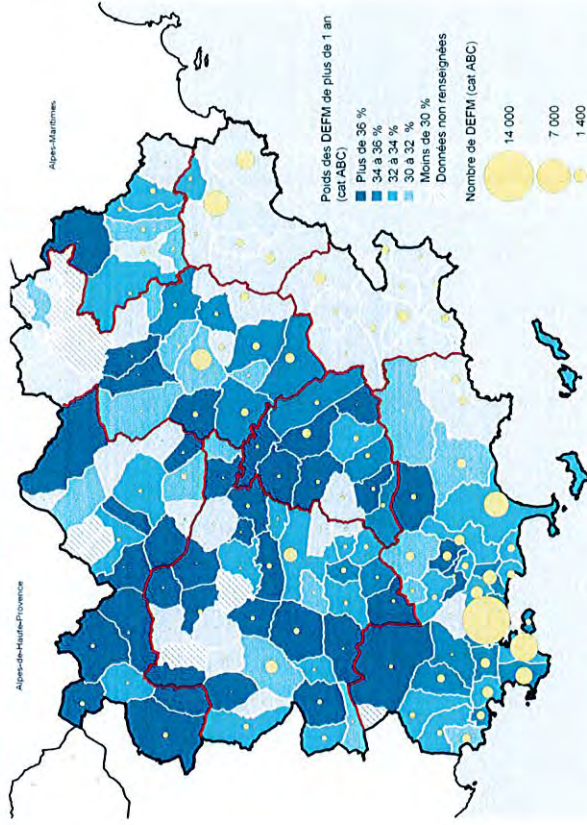 Alpes-de-Haute-Provence
Alpes-Maritimes
Poids des DEFM de plus de 1 an
(cat ABC)
Plus de 36 %
34 à 36 %
32 à 34 %
30 à 32 %
Moins de 30 %
Données non renseignées
Nombre de DEFM (cat ABC)
14 000
7 000
1 400